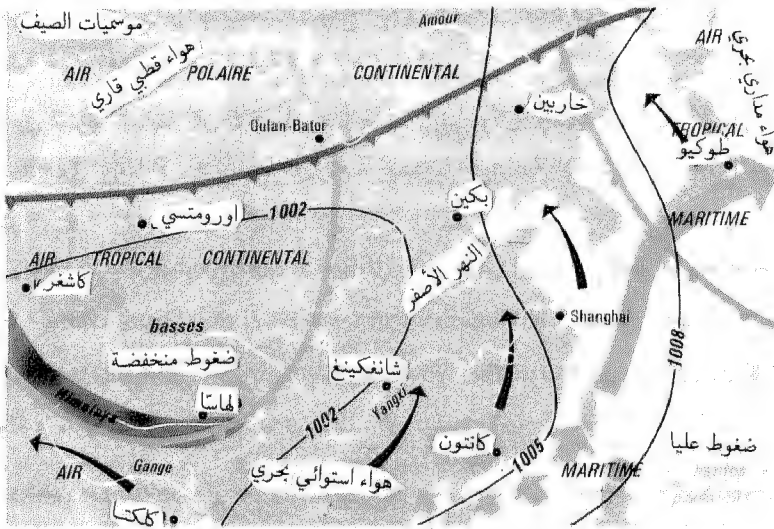 موسميات الصيف
Amour
AIR
هواء مداري بحري
هواء قطبي قاري
AIR POLAIRE CONTINENTAL
خاربين
Oulan-Bator
TROPICAL
طوكيو
اورومتسي
1002
بكين
MARITIME
AIR TROPICAL CONTINENTAL
النهر الأصفر
كاشغر
basses
Shanghai
ضغوط منخفضة
شانغكينغ
1008
Himalaya
لهاسّا
Yangxi
1002
كانتون
ضغوط عليا
1005
MARITIME
AIR
Gange
هواء استوائي بحري
كلكتا